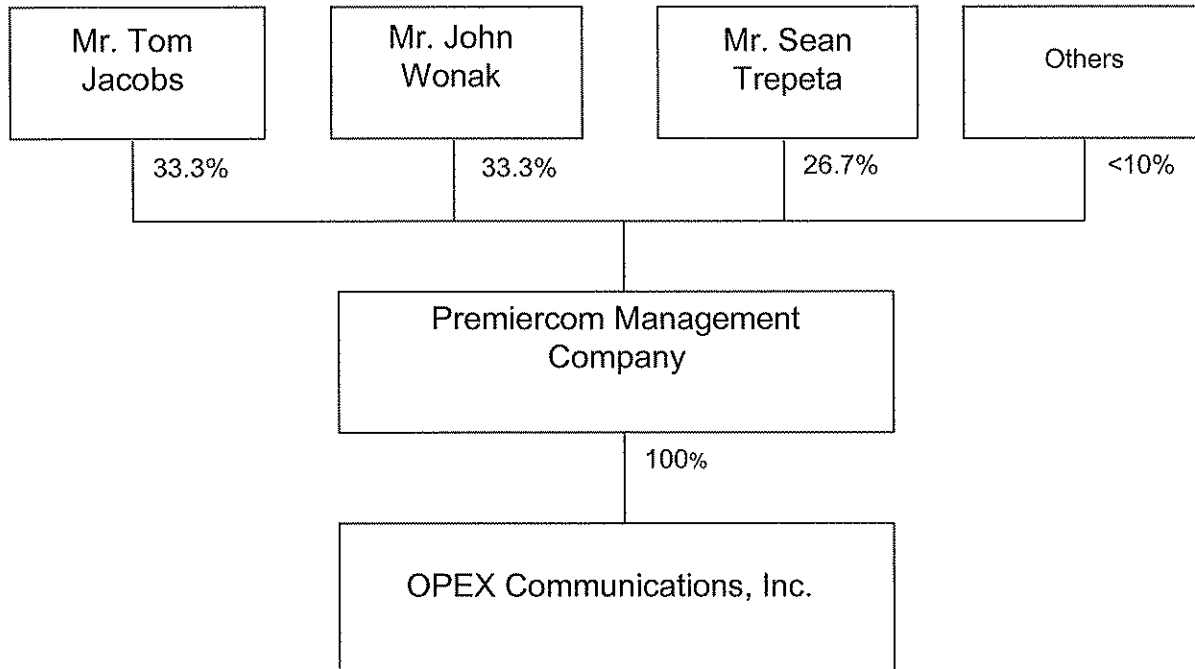 Mr. Tom
Jacobs
Mr. John
Wonak
Mr. Sean
Trepeta
Others
33.3%
33.3%
26.7%
<10%
Premiercom Management
Company
100%
OPEX Communications, Inc.